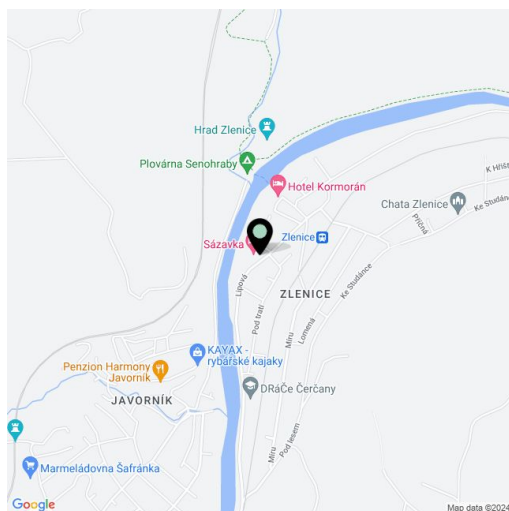 Hrad Zlenice
Plovárna Senohraby
Hotel Kormorán
K Hřišt
Chata Zlenice
Příčná
Ke Studánce
Sázavka
Zlenice
Lipová
ZLENICE
Ke Studánce
Pod tratí
Lomená
Míru
KAYAX -
rybářské kajaky
Penzion Harmony
Javorník
DRáČe Čerčany
JAVORNÍK
Pod lesem
Míru
Marmeládovna Šafránka
Google
Map data ©2024